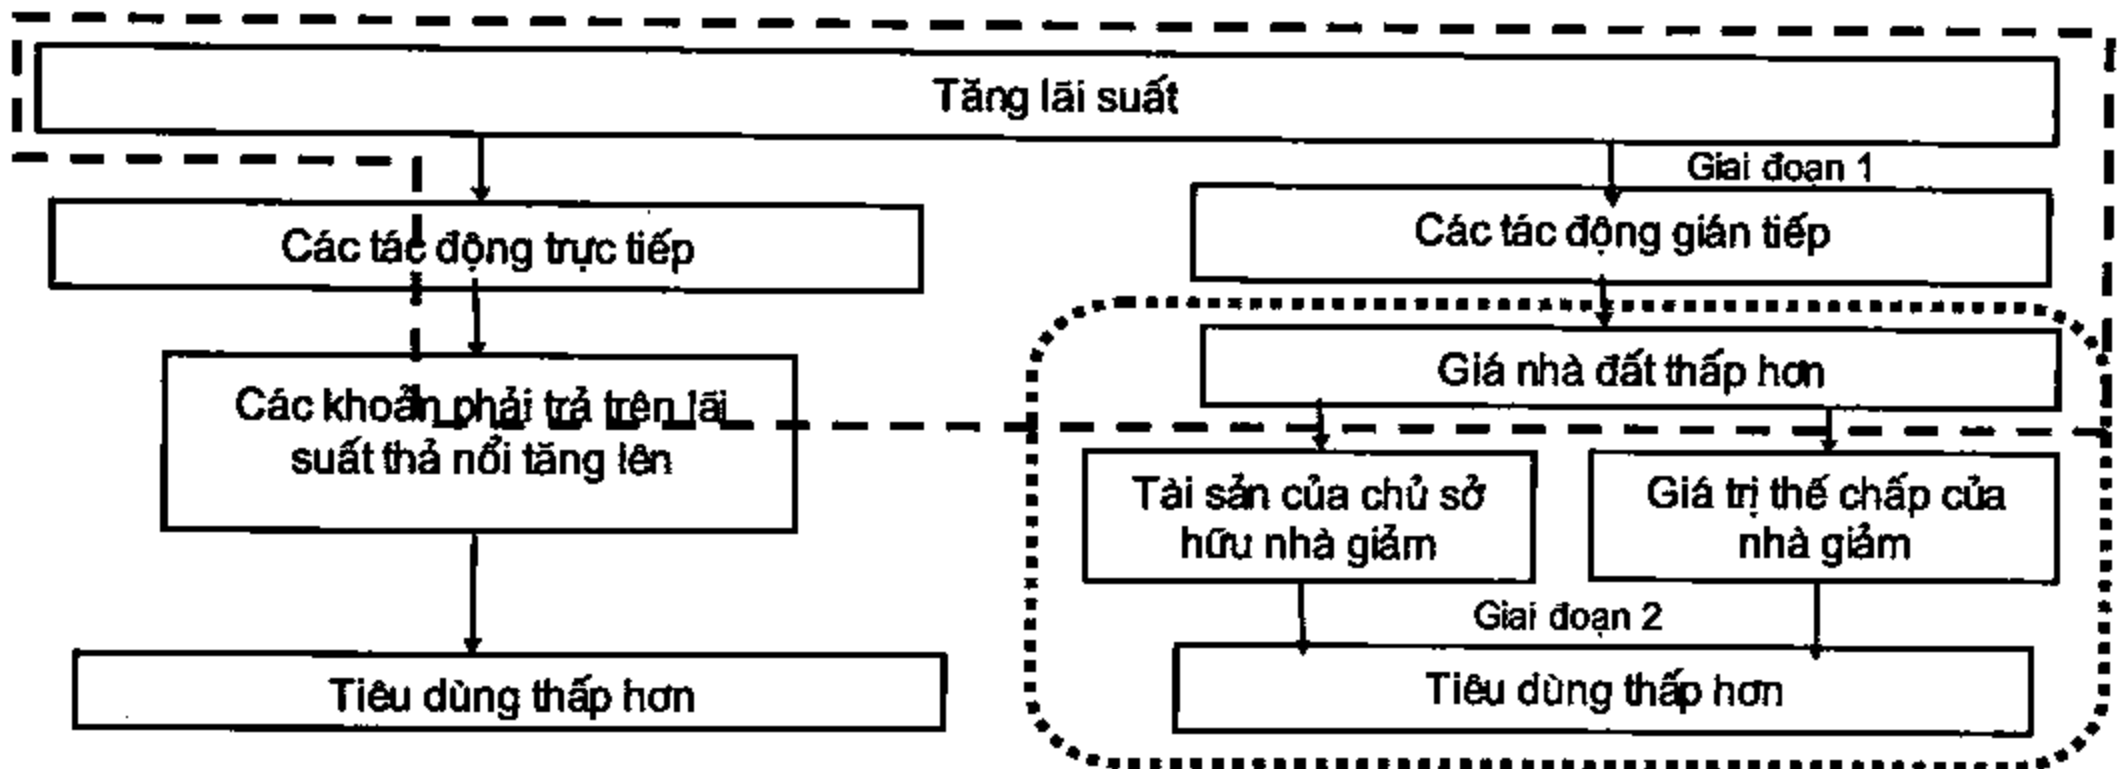 Tăng lãi suất
Giai đoạn 1
Các tác động trực tiếp
Các tác động gián tiếp
Giá nhà đất thấp hơn
Các khoản phải trả trên lãi
suất thả nổi tăng lên
Tài sản của chủ sở
hữu nhà giảm
Giá trị thế chấp của
nhà giảm
Giai đoạn 2
Tiêu dùng thấp hơn
Tiêu dùng thấp hơn